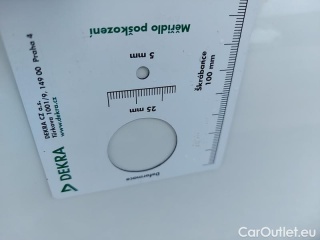 Měřidlo poškození
5 mm
25 mm
Deformace
Škrábance
100 mm
DEKRA CZ a.s.
Türkova 1001/9, 149 00 Praha 4
www.dekra.cz
DEKRA
CarOutlet.eu